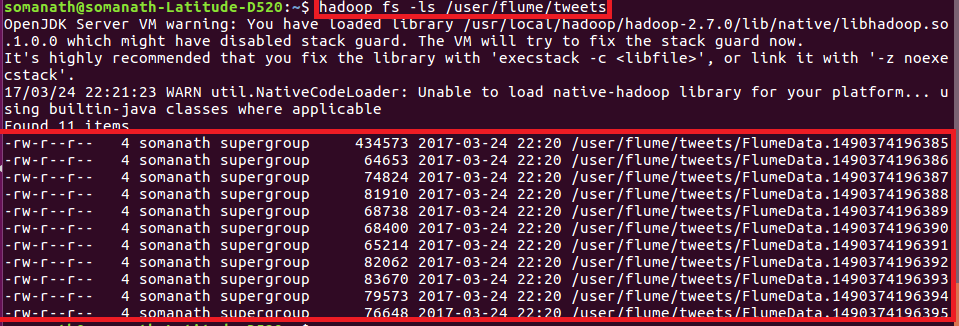 somanath@somanath-Latitude-D520:~$ hadoop fs -ls /user/flume/tweets
OpenJDK Server VM warning: You have loaded library /usr/local/hadoop/hadoop-2.7.0/lib/native/libhadoop.so
.1.0.0 which might have disabled stack guard. The VM will try to fix the stack guard now.
It's highly recommended that you fix the library with 'execstack -c <libfile>', or link it with '-z noexe
cstack'.
17/03/24 22:21:23 WARN util.NativeCodeLoader: Unable to load native-hadoop library for your platform... u
sing builtin-java classes where applicable
Found 11 items
-rw-r--r--   4 somanath supergroup     434573 2017-03-24 22:20 /user/flume/tweets/FlumeData.1490374196385
-rw-r--r--   4 somanath supergroup      64653 2017-03-24 22:20 /user/flume/tweets/FlumeData.1490374196386
-rw-r--r--   4 somanath supergroup      74824 2017-03-24 22:20 /user/flume/tweets/FlumeData.1490374196387
-rw-r--r--   4 somanath supergroup      81910 2017-03-24 22:20 /user/flume/tweets/FlumeData.1490374196388
-rw-r--r--   4 somanath supergroup      68738 2017-03-24 22:20 /user/flume/tweets/FlumeData.1490374196389
-rw-r--r--   4 somanath supergroup      68400 2017-03-24 22:20 /user/flume/tweets/FlumeData.1490374196390
-rw-r--r--   4 somanath supergroup      65214 2017-03-24 22:20 /user/flume/tweets/FlumeData.1490374196391
-rw-r--r--   4 somanath supergroup      82062 2017-03-24 22:20 /user/flume/tweets/FlumeData.1490374196392
-rw-r--r--   4 somanath supergroup      83670 2017-03-24 22:20 /user/flume/tweets/FlumeData.1490374196393
-rw-r--r--   4 somanath supergroup      79573 2017-03-24 22:20 /user/flume/tweets/FlumeData.1490374196394
-rw-r--r--   4 somanath supergroup      76648 2017-03-24 22:20 /user/flume/tweets/FlumeData.1490374196395